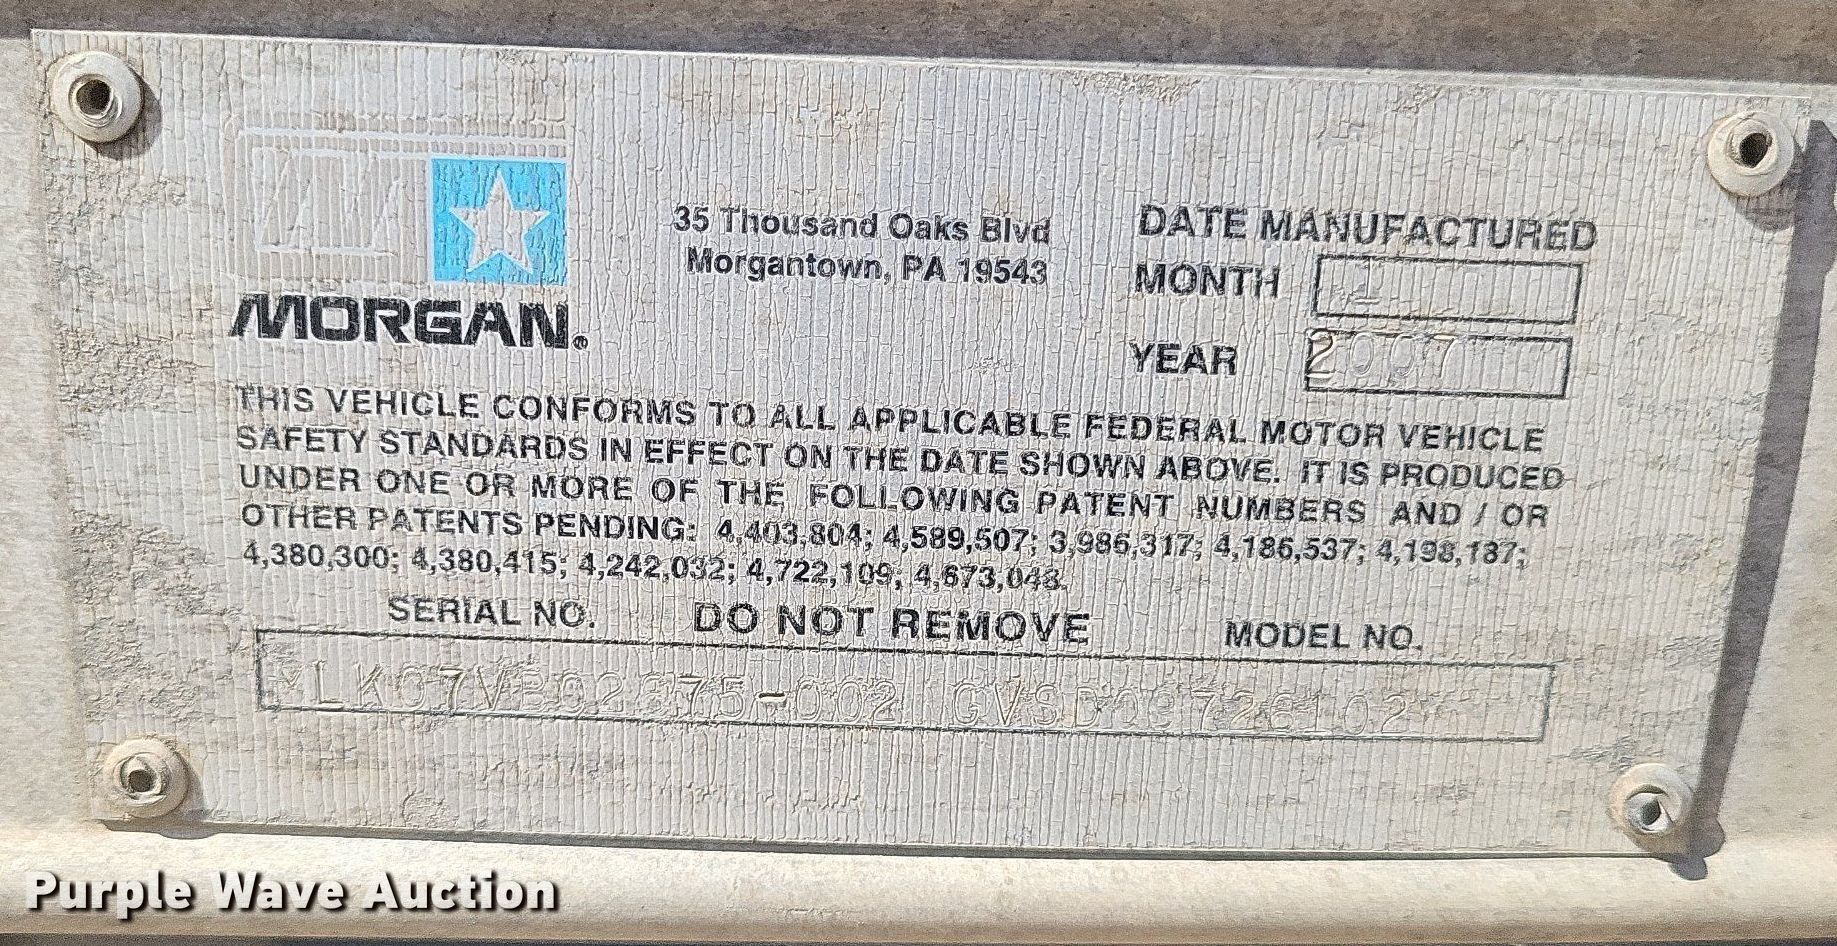 MORGAN®
35 Thousand Oaks Blvd
Morgantown, PA 19543
DATE MANUFACTURED
MONTH 1
YEAR 2007
THIS VEHICLE CONFORMS TO ALL APPLICABLE FEDERAL MOTOR VEHICLE
SAFETY STANDARDS IN EFFECT ON THE DATE SHOWN ABOVE. IT IS PRODUCED
UNDER ONE OR MORE OF THE FOLLOWING PATENT NUMBERS AND / OR
OTHER PATENTS PENDING: 4,403,804; 4,589,507; 3,986,317; 4,186,537; 4,198,187;
4,380,300; 4,380,415; 4,242,032; 4,722,109; 4,673,043.
SERIAL NO. DO NOT REMOVE MODEL NO.
Purple Wave Auction